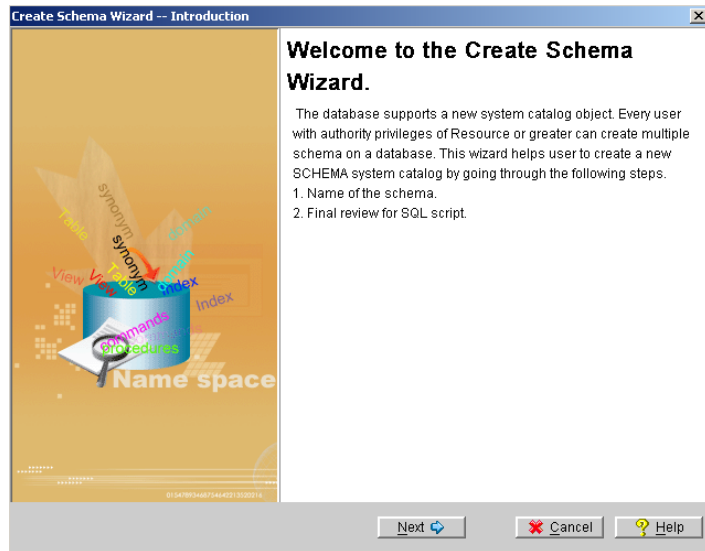 Create Schema Wizard -- Introduction
Welcome to the Create Schema
Wizard.
The database supports a new system catalog object. Every user
with authority privileges of Resource or greater can create multiple
schema on a database. This wizard helps user to create a new
SCHEMA system catalog by going through the following steps.
1. Name of the schema.
2. Final review for SQL script.
synonym
Table
domain
synonym
View
View
Table
domain
Index
Index
commands
procedures
Name space
Next
Cancel
Help